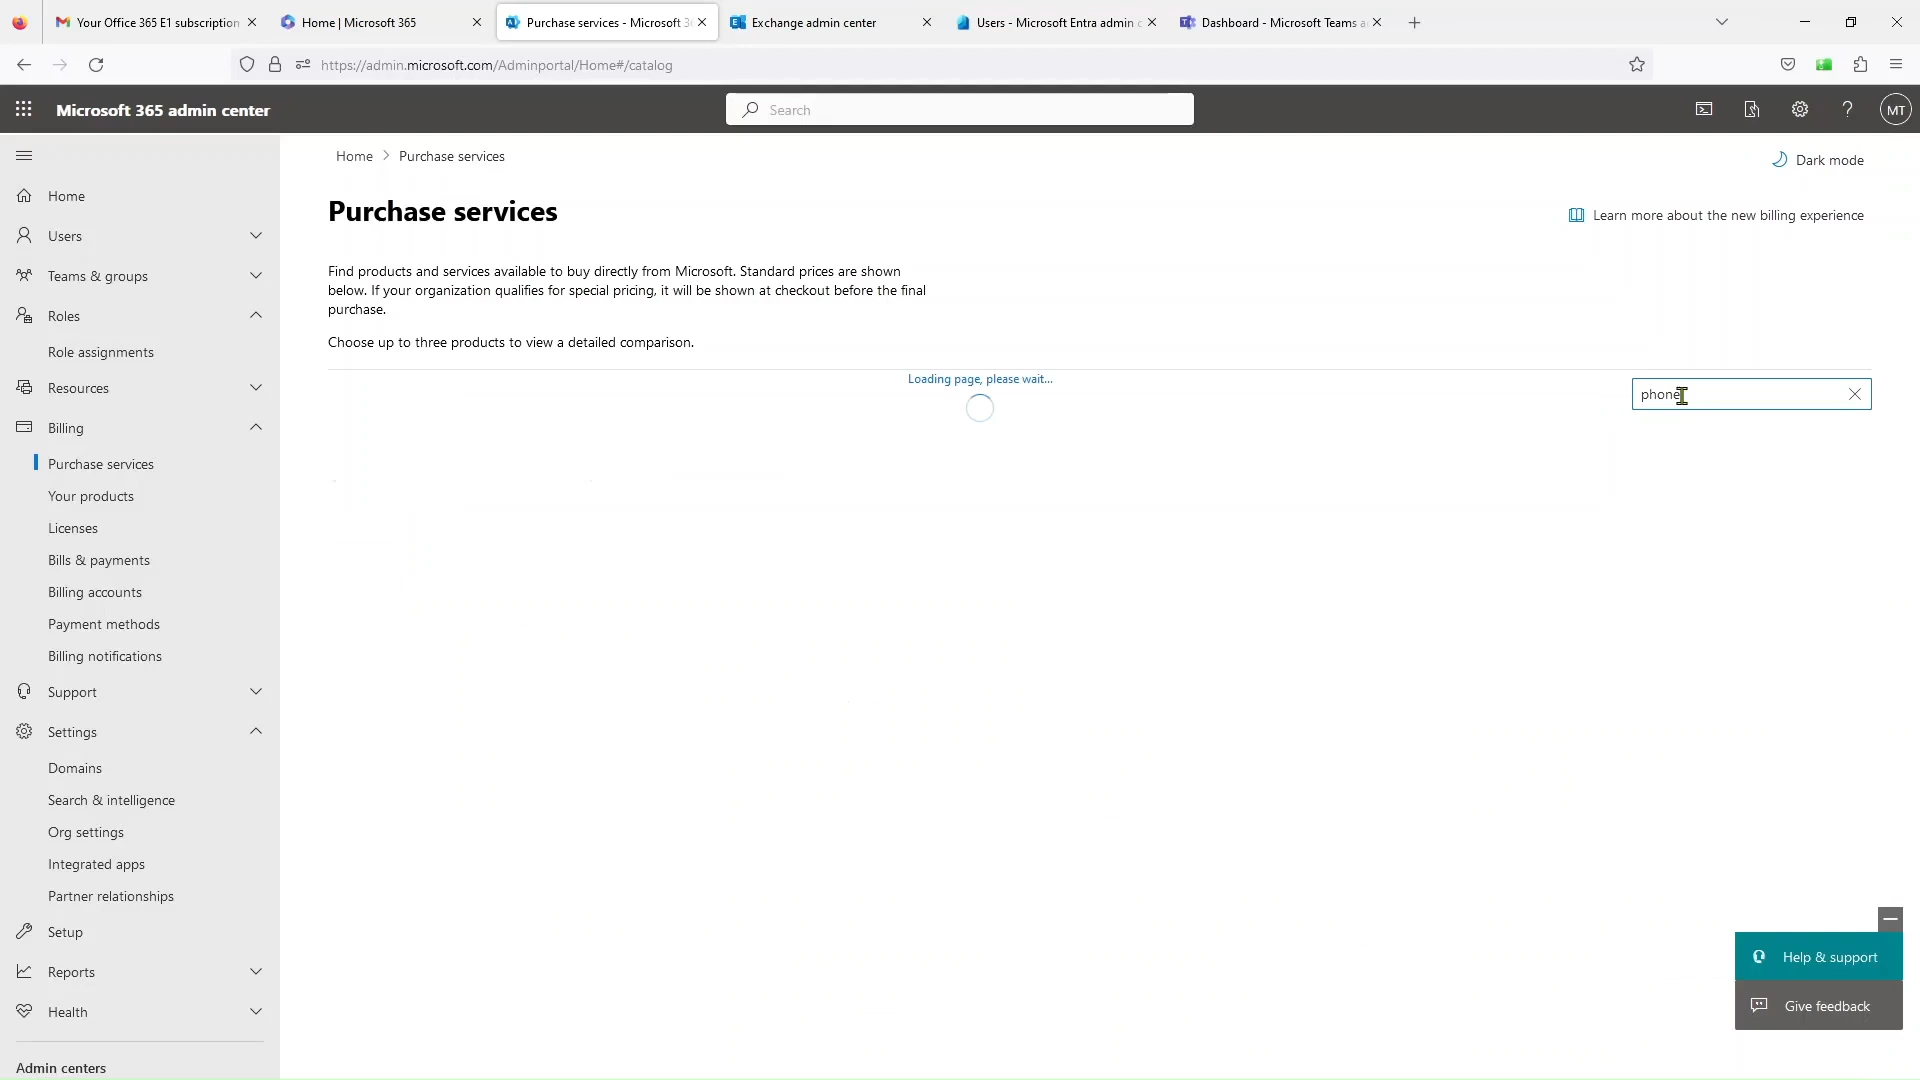 Your Office 365 E1 subscription
Home | Microsoft 365
Purchase services - Microsoft 3
Exchange admin center
Users - Microsoft Entra admin c
Dashboard - Microsoft Teams a
https://admin.microsoft.com/Adminportal/Home#/catalog
Microsoft 365 admin center
Search
MT
Home > Purchase services
Dark mode
Home
Users
Teams & groups
Roles
Role assignments
Resources
Billing
Purchase services
Your products
Licenses
Bills & payments
Billing accounts
Payment methods
Billing notifications
Support
Settings
Domains
Search & intelligence
Org settings
Integrated apps
Partner relationships
Setup
Reports
Health
Admin centers
Purchase services
Learn more about the new billing experience
Find products and services available to buy directly from Microsoft. Standard prices are shown
below. If your organization qualifies for special pricing, it will be shown at checkout before the final
purchase.
Choose up to three products to view a detailed comparison.
Loading page, please wait...
phone
Help & support
Give feedback